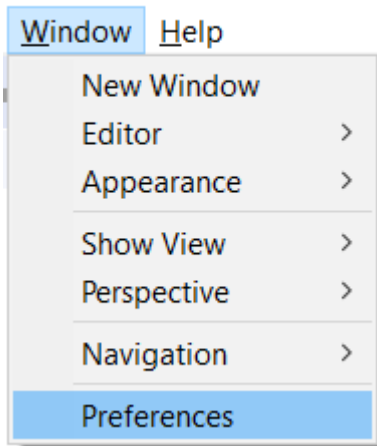 Window Help
New Window
Editor
Appearance
Show View
Perspective
Navigation
Preferences